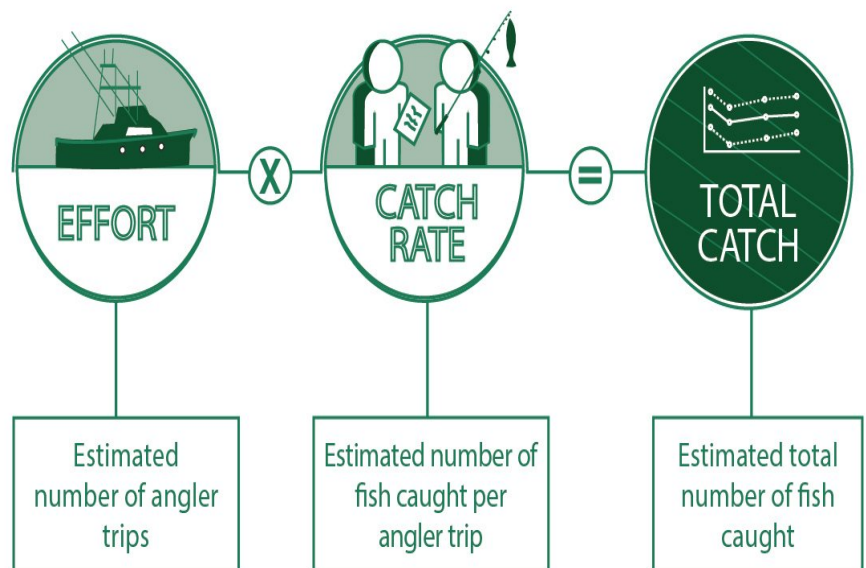 EFFORT
X
CATCH
RATE
=
TOTAL
CATCH
Estimated
number of angler
trips
Estimated number of
fish caught per
angler trip
Estimated total
number of fish
caught